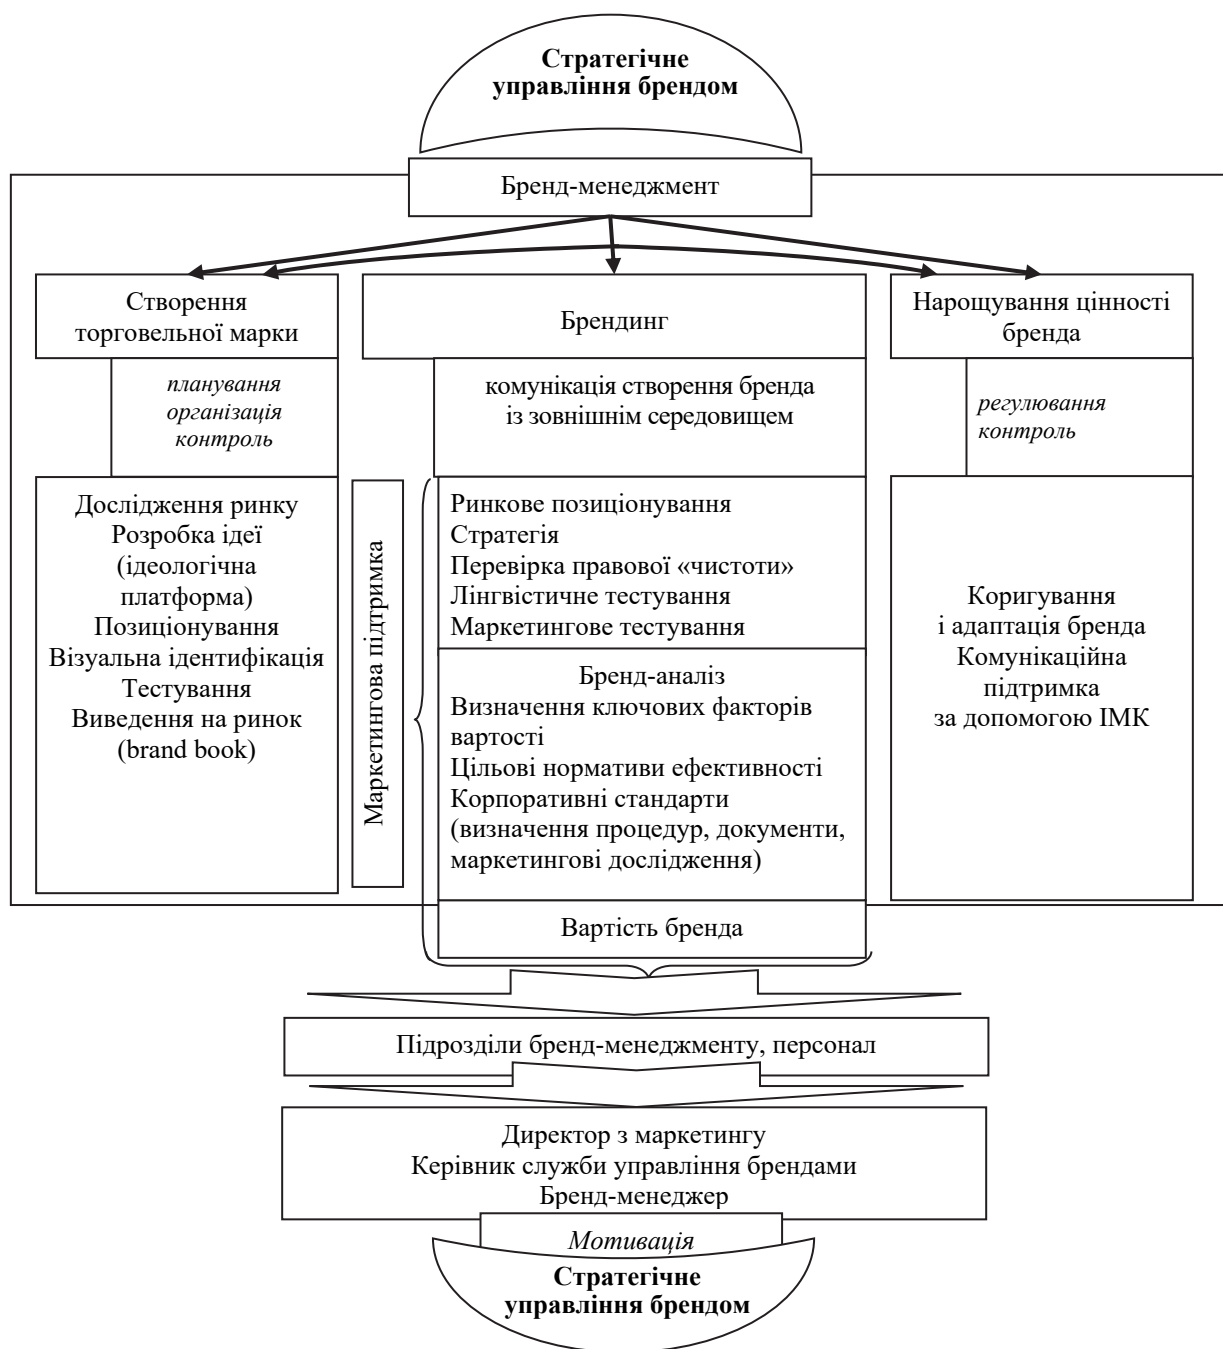 Стратегічне
управління брендом
Бренд-менеджмент
Створення
торговельної марки
планування
організація
контроль
Дослідження ринку
Розробка ідеї
(ідеологічна
платформа)
Позиціонування
Візуальна ідентифікація
Тестування
Виведення на ринок
(brand book)
Маркетингова підтримка
Брендинг
комунікація створення бренда
із зовнішнім середовищем
Ринкове позиціонування
Стратегія
Перевірка правової «чистоти»
Лінгвістичне тестування
Маркетингове тестування
Бренд-аналіз
Визначення ключових факторів
вартості
Цільові нормативи ефективності
Корпоративні стандарти
(визначення процедур, документи,
маркетингові дослідження)
Вартість бренда
Нарощування цінності
бренда
регулювання
контроль
Коригування
і адаптація бренда
Комунікаційна
підтримка
за допомогою ІМК
Підрозділи бренд-менеджменту, персонал
Директор з маркетингу
Керівник служби управління брендами
Бренд-менеджер
Мотивація
Стратегічне
управління брендом